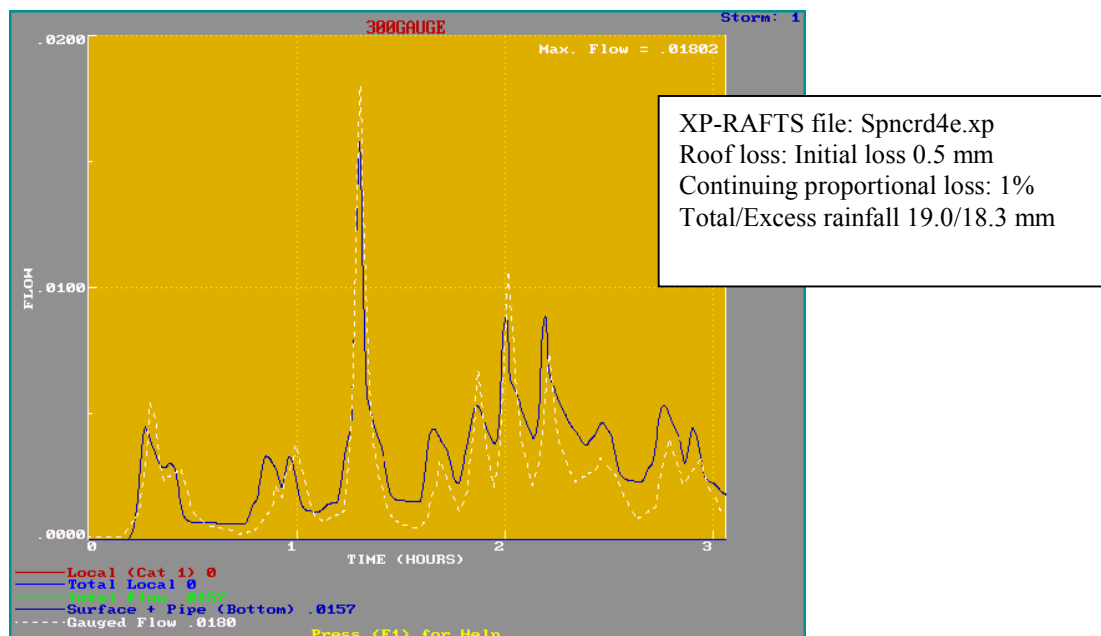 Storm: 1
300GAUGE
.0200
Max. Flow = .01802
XP-RAFTS file: Spncrd4e.xp
Roof loss: Initial loss 0.5 mm
Continuing proportional loss: 1%
Total/Excess rainfall 19.0/18.3 mm
FLOW
.0100
.0000
0 1 2 3
TIME (HOURS)
Local (Cat 1) 0
Total Local 0
Total Flow .0157
Surface + Pipe (Bottom) .0157
Gauged Flow .0180
Press (F1) for Help